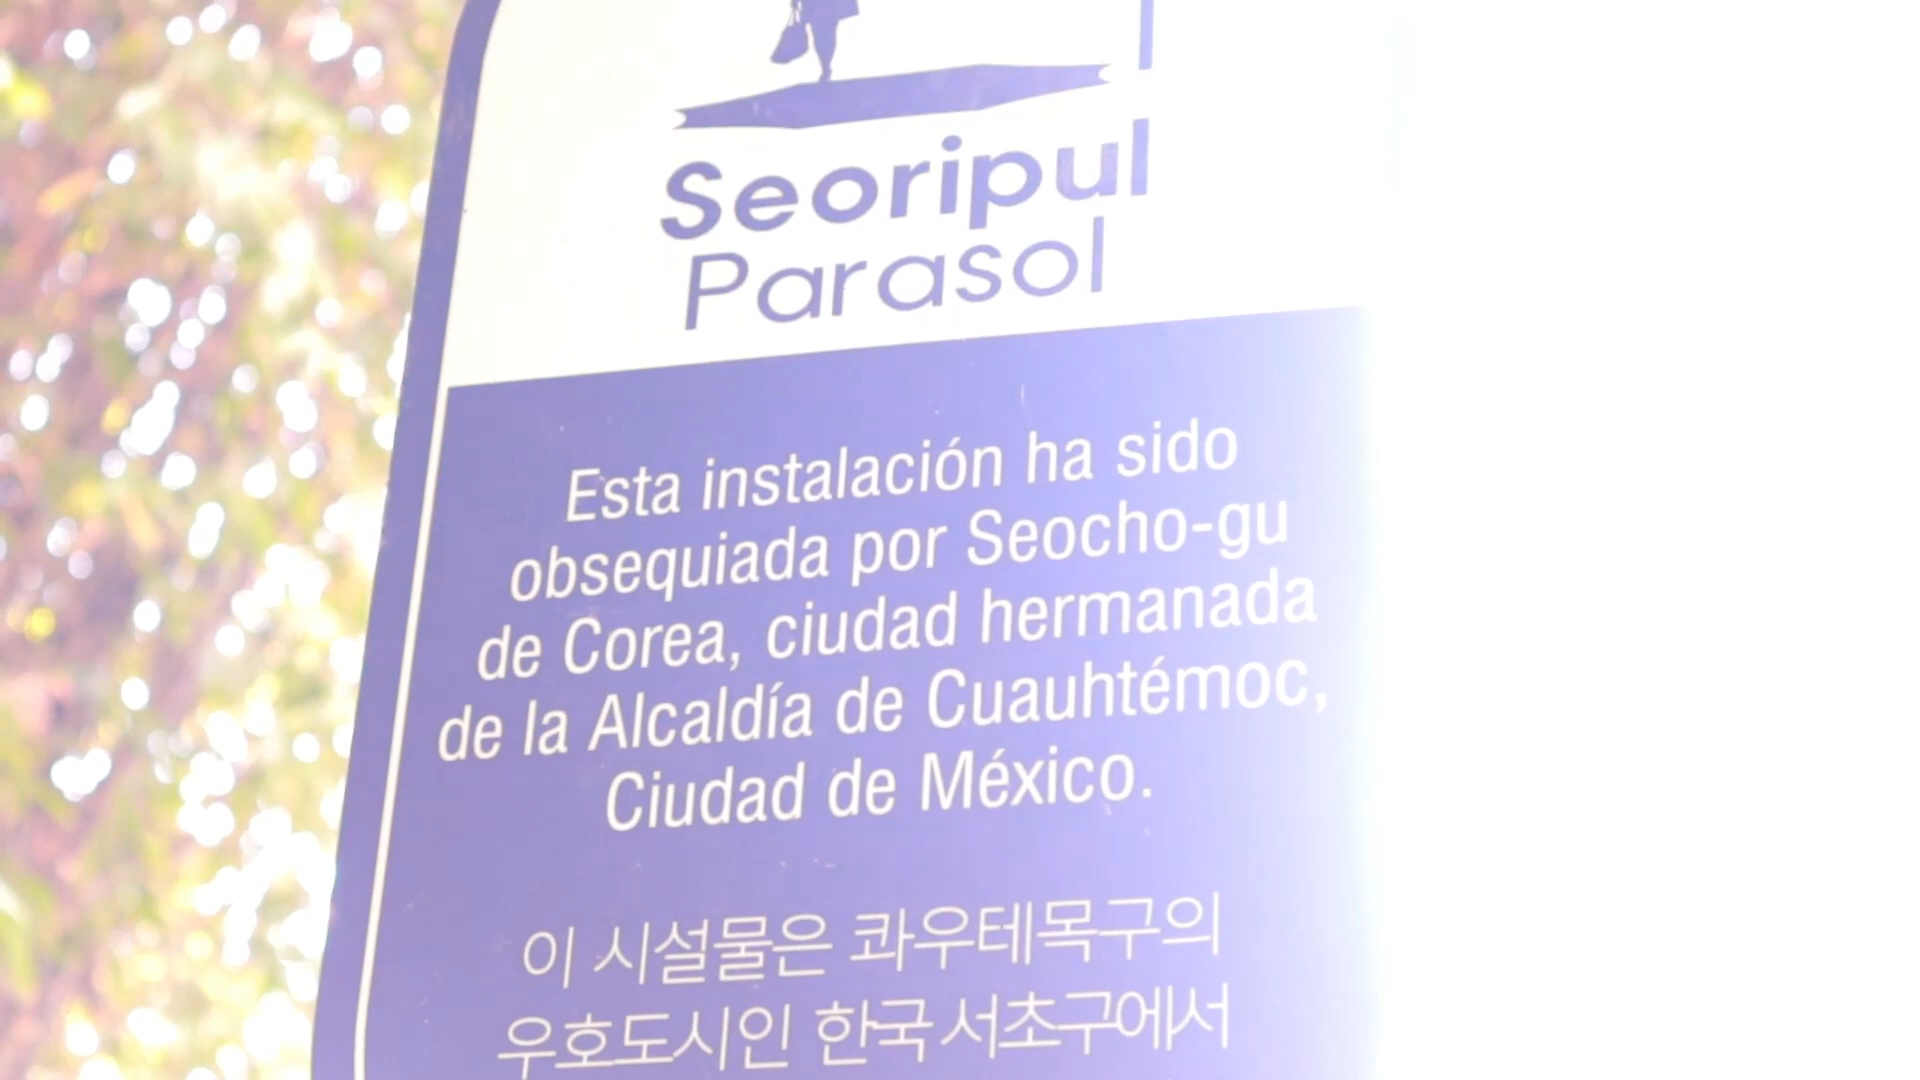 Seoripul
Parasol
Esta instalación ha sido
obsequiada por Seocho-gu
de Corea, ciudad hermanada
de la Alcaldía de Cuauhtémoc,
Ciudad de México.
이 시설물은 콰우테목구의
우호도시인 한국 서초구에서